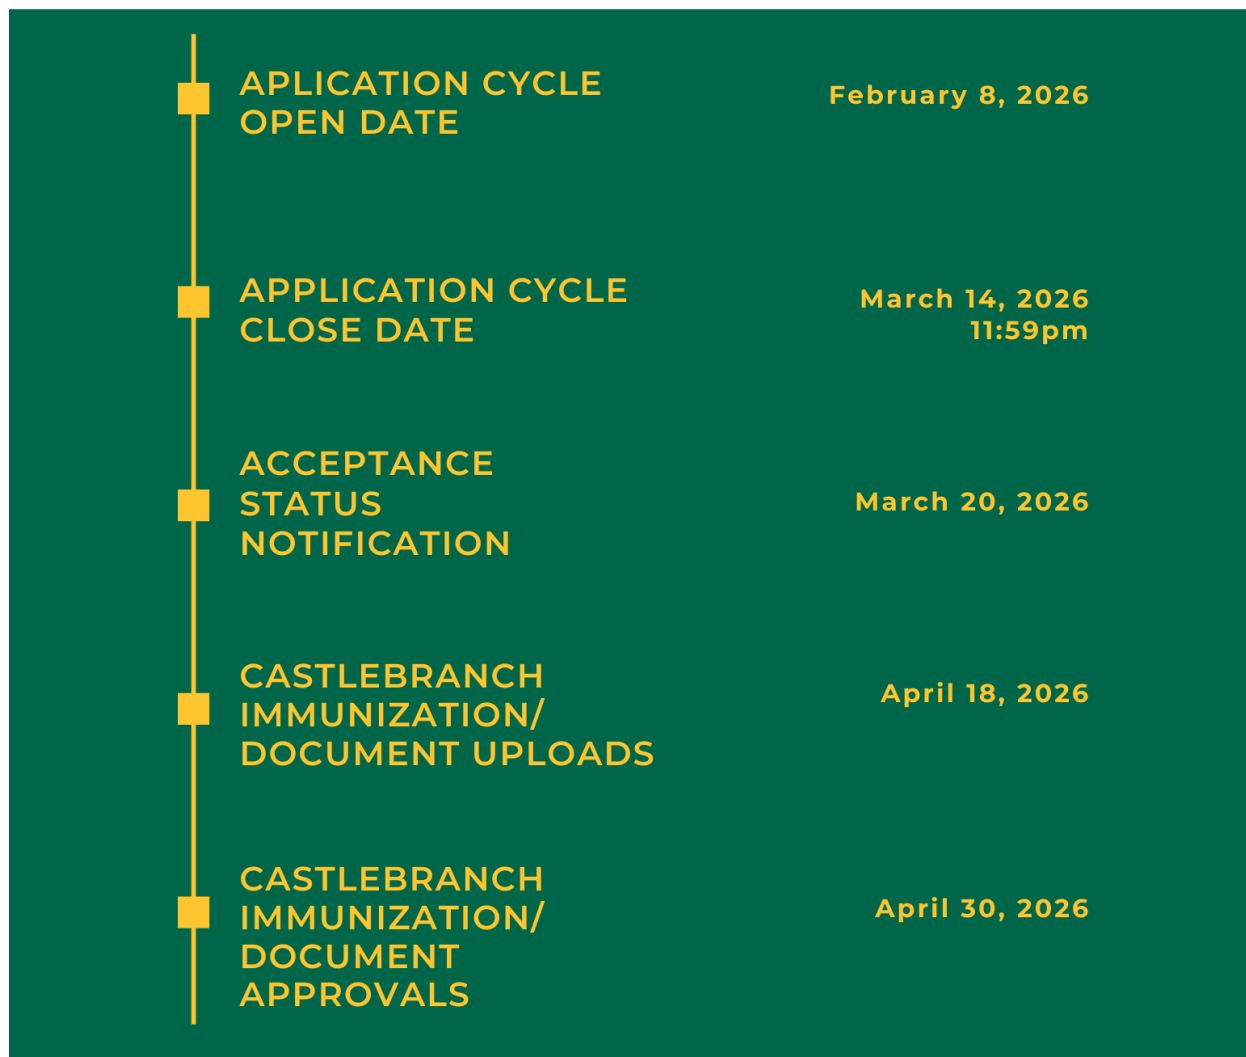 APLICATION CYCLE
OPEN DATE
February 8, 2026
APPLICATION CYCLE
CLOSE DATE
March 14, 2026
11:59pm
ACCEPTANCE
STATUS
NOTIFICATION
March 20, 2026
CASTLEBRANCH
IMMUNIZATION/
DOCUMENT UPLOADS
April 18, 2026
CASTLEBRANCH
IMMUNIZATION/
DOCUMENT
APPROVALS
April 30, 2026